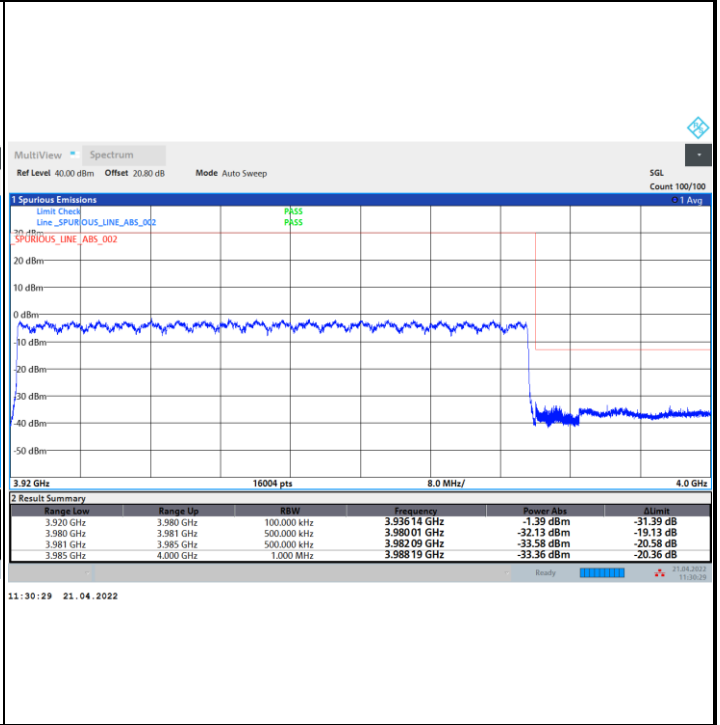 MultiView Spectrum
Ref Level 40.00 dBm Offset 20.80 dB Mode Auto Sweep SGL
Count 100/100
1 Spurious Emissions 1 Avg
Limit Check PASS
Line _SPURIOUS_LINE_ABS_002 PASS
30 dBm
_SPURIOUS_LINE_ABS_002
20 dBm
10 dBm
0 dBm
-10 dBm
-20 dBm
-30 dBm
-40 dBm
-50 dBm
3.92 GHz 16004 pts 8.0 MHz/ 4.0 GHz
2 Result Summary
Range Low Range Up RBW Frequency Power Abs ΔLimit
3.920 GHz 3.980 GHz 100.000 kHz 3.93614 GHz -1.39 dBm -31.39 dB
3.980 GHz 3.981 GHz 500.000 kHz 3.98001 GHz -32.13 dBm -19.13 dB
3.981 GHz 3.985 GHz 500.000 kHz 3.98209 GHz -33.58 dBm -20.58 dB
3.985 GHz 4.000 GHz 1.000 MHz 3.98819 GHz -33.36 dBm -20.36 dB
Ready 21.04.2022
11:30:29
11:30:29 21.04.2022